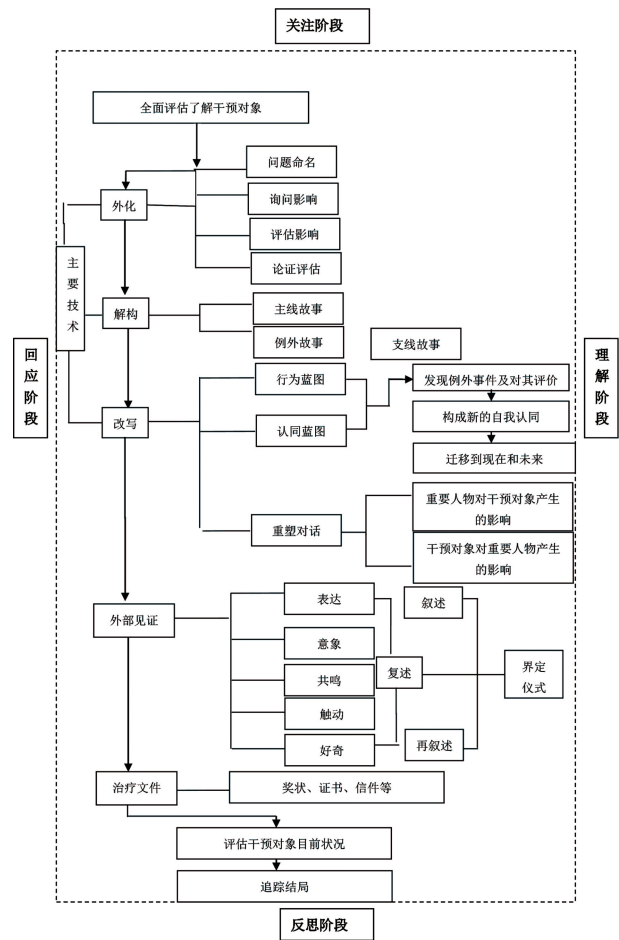 关注阶段
全面评估了解干预对象
问题命名
外化
询问影响
评估影响
论证评估
主要技术
解构
主线故事
例外故事
支线故事
回应阶段
理解阶段
行为蓝图
发现例外事件及对其评价
改写
认同蓝图
构成新的自我认同
迁移到现在和未来
重塑对话
重要人物对干预对象产生
的影响
干预对象对重要人物产生
的影响
外部见证
表达
叙述
意象
共鸣
复述
界定
仪式
触动
好奇
再叙述
治疗文件
奖状、证书、信件等
评估干预对象目前状况
追踪结局
反思阶段